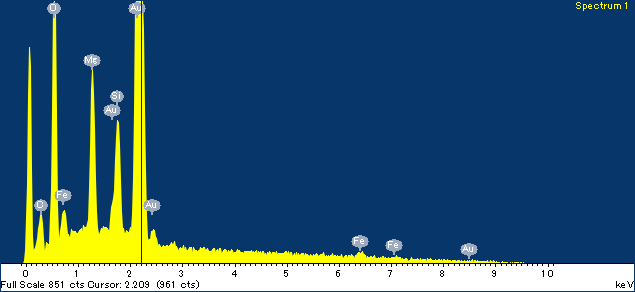 Spectrum 1
O Au
Mg
Si
Au
Fe
C Au
Fe Fe Au
0 1 2 3 4 5 6 7 8 9 10
Full Scale 851 cts Cursor: 2.209 (961 cts) keV